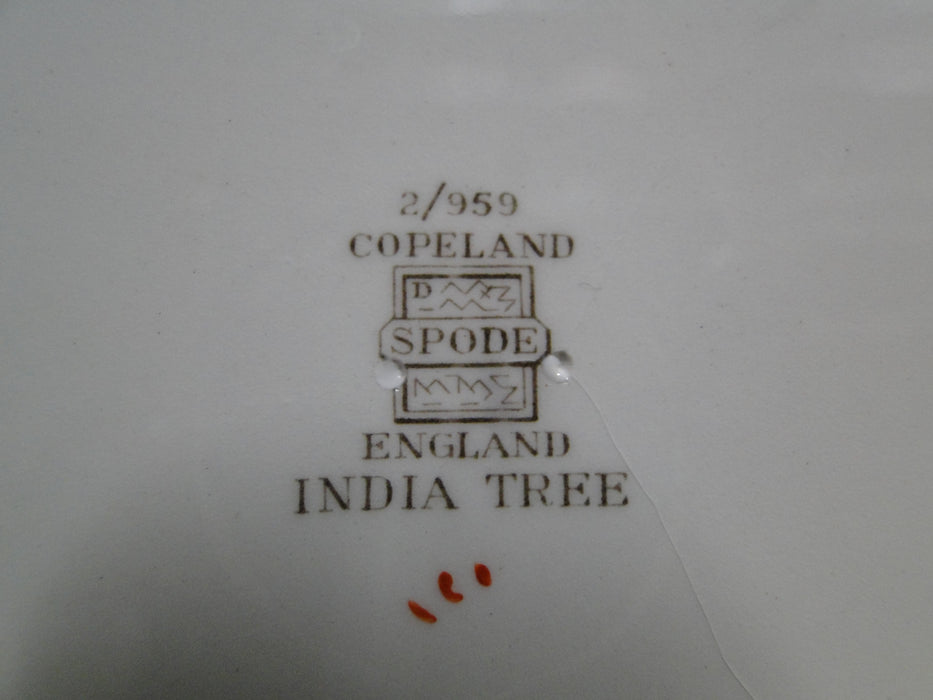 2/959
COPELAND
D
SPODE
ENGLAND
INDIA TREE